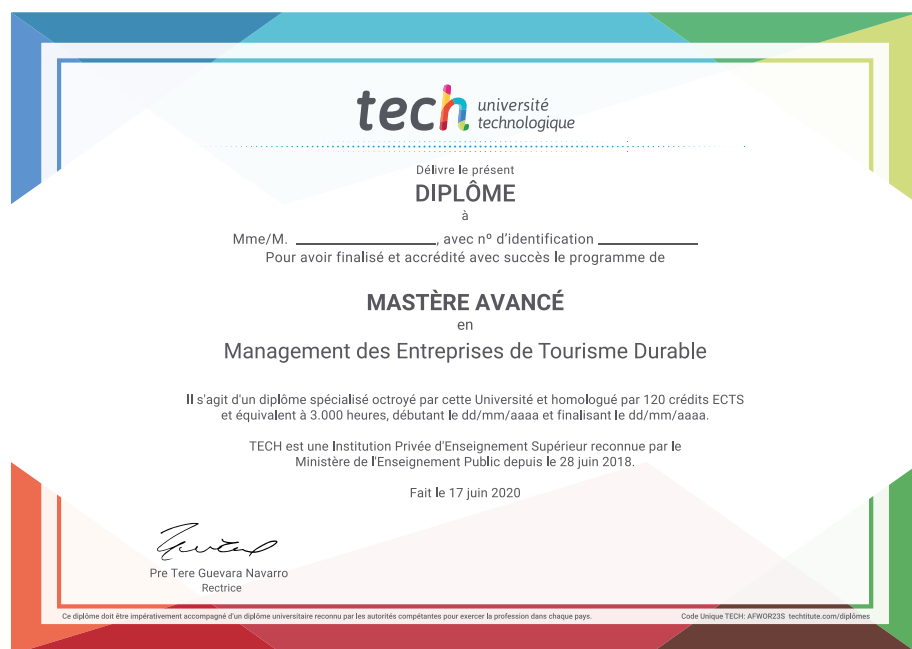 tech université
technologique
Délivre le présent
DIPLÔME
à
Mme/M. ____________, avec nº d'identification ____________
Pour avoir finalisé et accrédité avec succès le programme de
MASTÈRE AVANCÉ
en
Management des Entreprises de Tourisme Durable
Il s'agit d'un diplôme spécialisé octroyé par cette Université et homologué par 120 crédits ECTS
et équivalent à 3.000 heures, débutant le dd/mm/aaaa et finalisant le dd/mm/aaaa.
TECH est une Institution Privée d'Enseignement Supérieur reconnue par le
Ministère de l'Enseignement Public depuis le 28 juin 2018.
Fait le 17 juin 2020
Pre Tere Guevara Navarro
Rectrice
Ce diplôme doit être impérativement accompagné d'un diplôme universitaire reconnu par les autorités compétentes pour exercer la profession dans chaque pays.
Code Unique TECH: AFWOR23S techtitute.com/diplômes